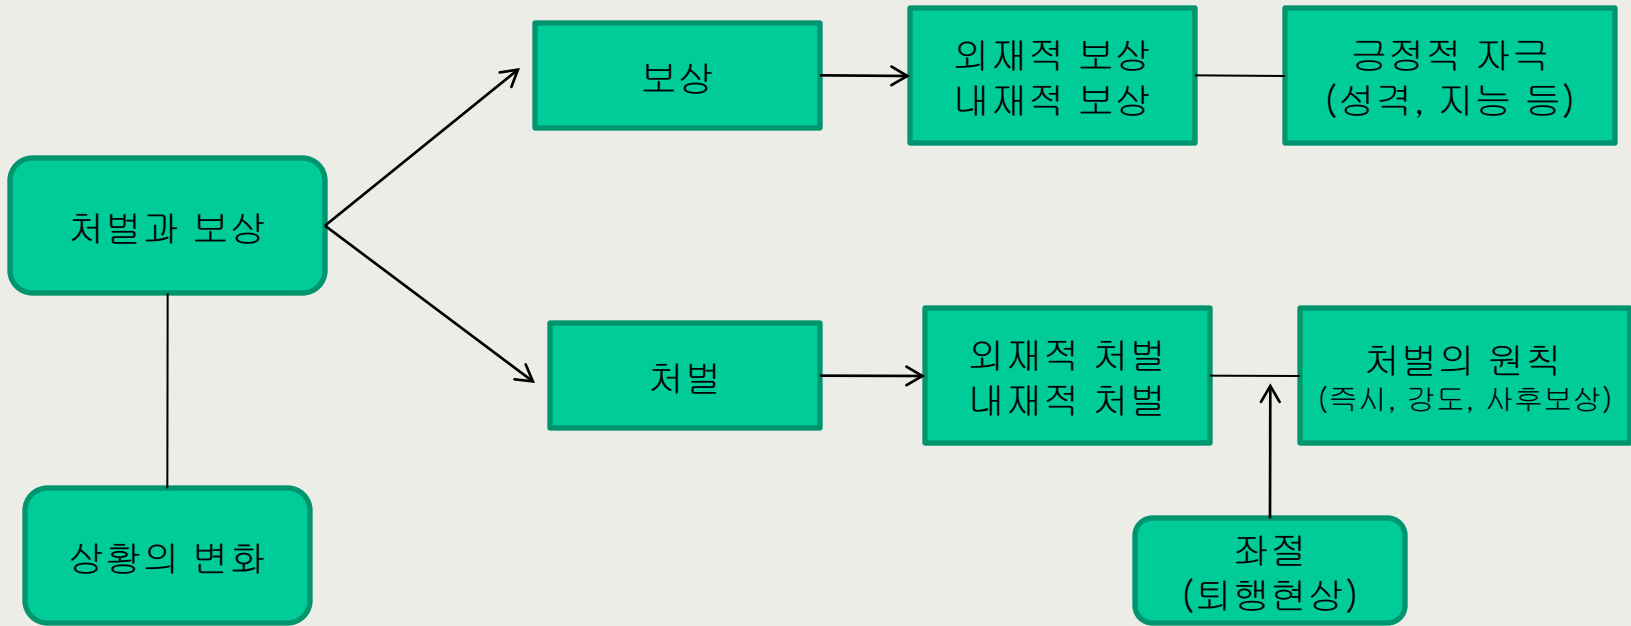 처벌과 보상
상황의 변화
보상
외재적 보상
내재적 보상
긍정적 자극
(성격, 지능 등)
처벌
외재적 처벌
내재적 처벌
처벌의 원칙
(즉시, 강도, 사후보상)
좌절
(퇴행현상)